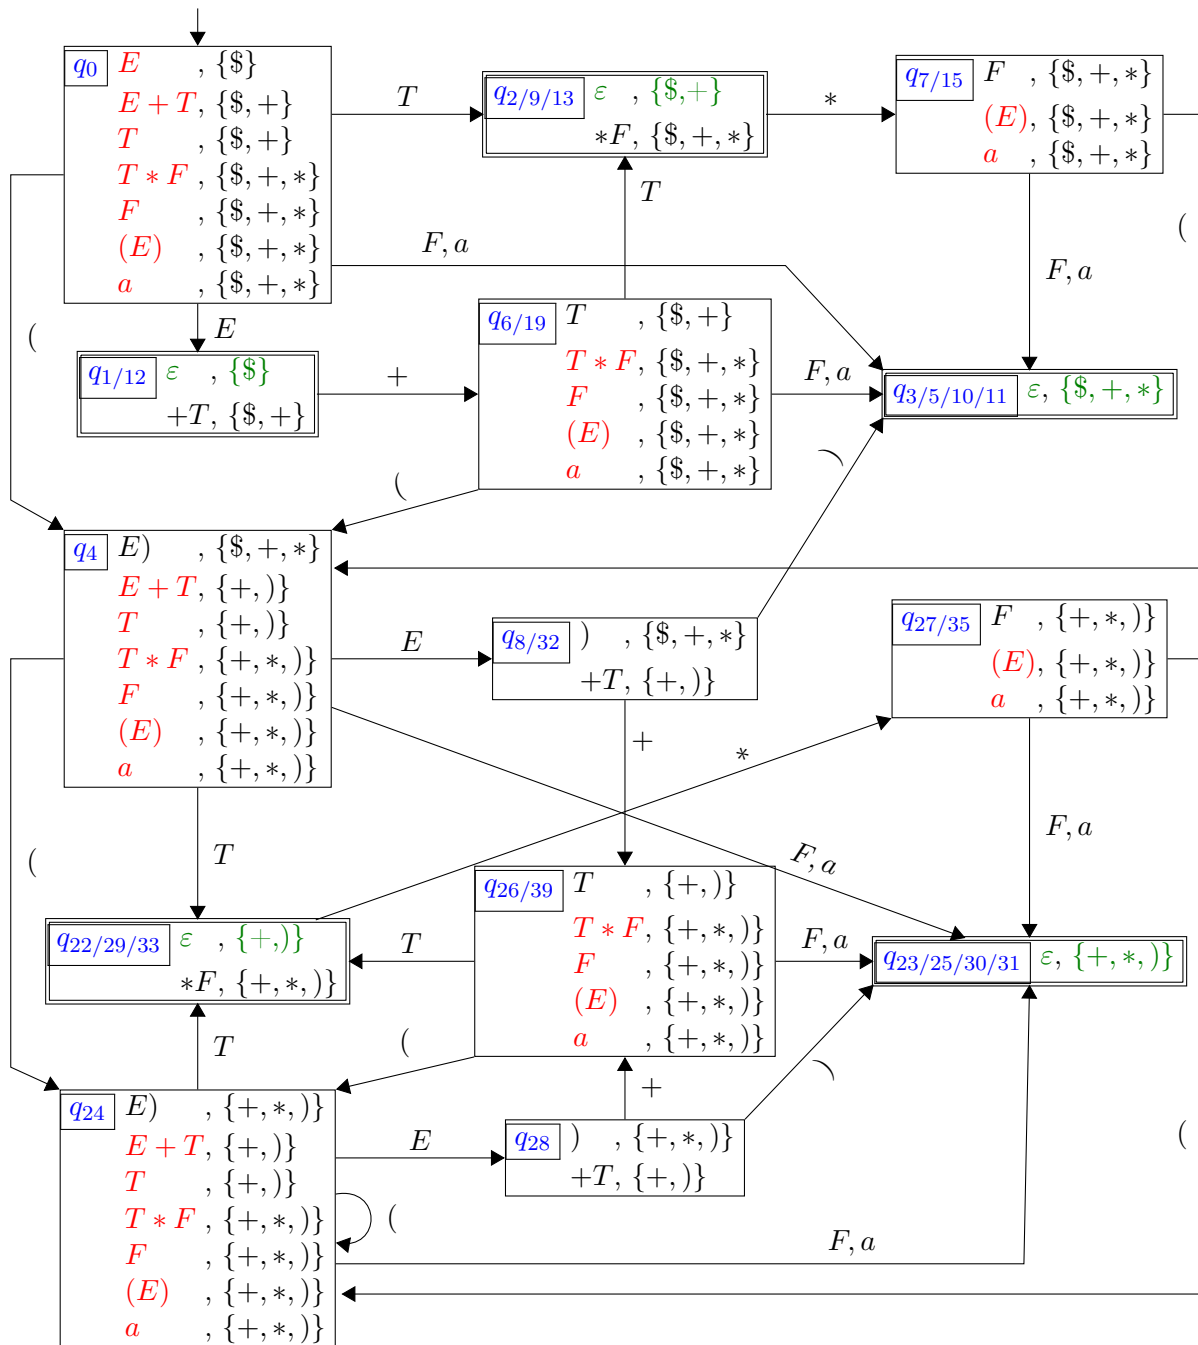 q0 E , {$}
E + T, {$, +}
T , {$, +}
T ∗ F , {$, +, ∗}
F , {$, +, ∗}
(E) , {$, +, ∗}
a , {$, +, ∗}
T
q2/9/13 ε , {$,+}
∗F, {$, +, ∗}
∗
q7/15 F , {$, +, ∗}
(E), {$, +, ∗}
a , {$, +, ∗}
(
T
F, a
F, a
(
E
q1/12 ε , {$}
+T, {$, +}
+
q6/19 T , {$, +}
T ∗ F, {$, +, ∗}
F , {$, +, ∗}
(E) , {$, +, ∗}
a , {$, +, ∗}
F, a
q3/5/10/11 ε, {$, +, ∗}
(
)
q4 E) , {$, +, ∗}
E + T, {+, )}
T , {+, )}
T ∗ F , {+, ∗, )}
F , {+, ∗, )}
(E) , {+, ∗, )}
a , {+, ∗, )}
E
q8/32 ) , {$, +, ∗}
+T, {+, )}
q27/35 F , {+, ∗, )}
(E), {+, ∗, )}
a , {+, ∗, )}
+
∗
F, a
(
T
F, a
q22/29/33 ε , {+,)}
∗F, {+, ∗, )}
T
q26/39 T , {+, )}
T ∗ F, {+, ∗, )}
F , {+, ∗, )}
(E) , {+, ∗, )}
a , {+, ∗, )}
F, a
q23/25/30/31 ε, {+, ∗, )}
T
(
+
)
(
q24 E) , {+, ∗, )}
E + T, {+, )}
T , {+, )}
T ∗ F , {+, ∗, )}
F , {+, ∗, )}
(E) , {+, ∗, )}
a , {+, ∗, )}
E
q28 ) , {+, ∗, )}
+T, {+, )}
(
F, a